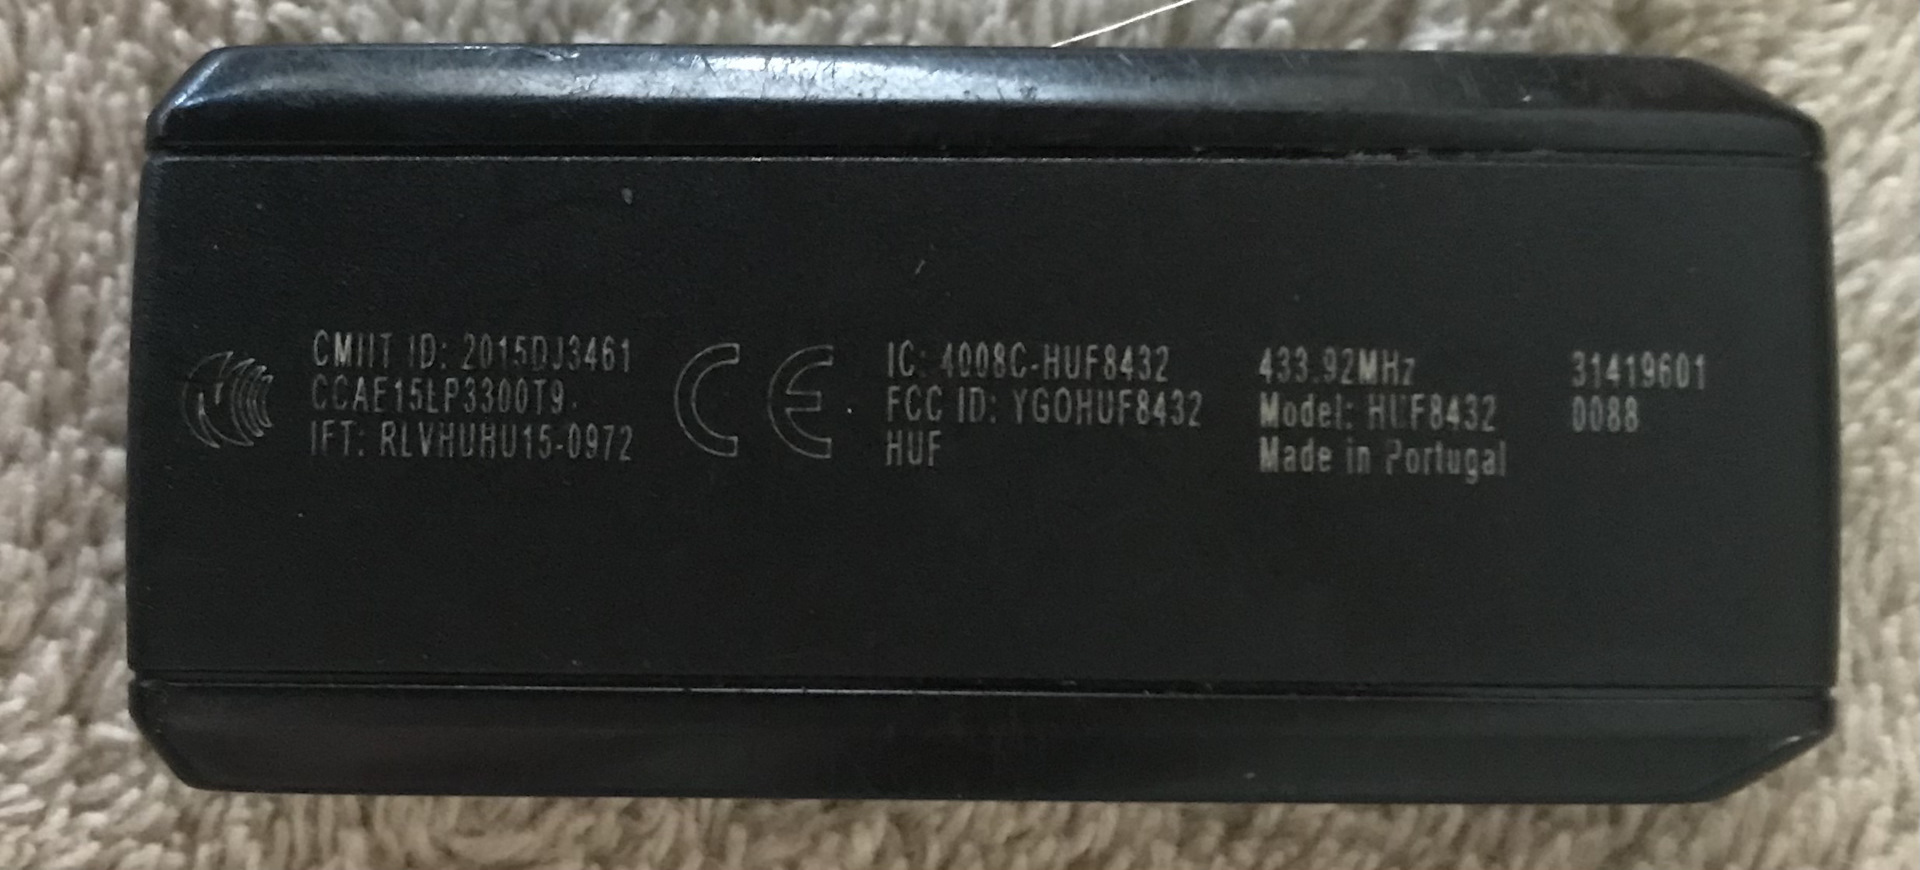 CMIIT ID: 2015DJ3461
CCAE15LP3300T9
IFT: RLVHUHU15-0972
CE
IC: 4008C-HUF8432
FCC ID: YGOHUF8432
HUF
433.92MHz
Model: HUF8432
Made in Portugal
31419601
0088